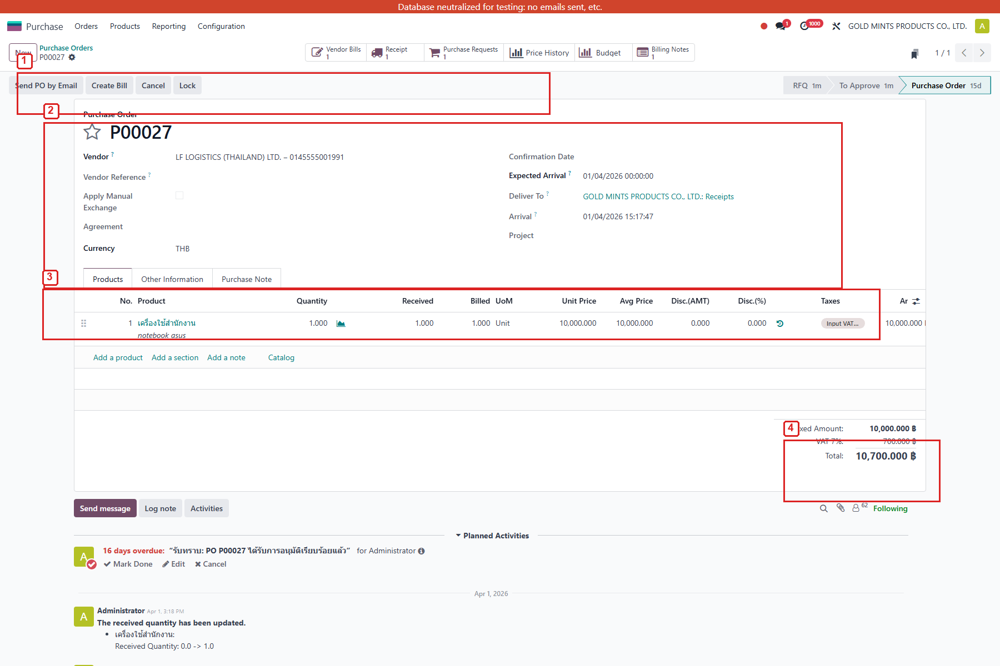 Database neutralized for testing: no emails sent, etc.
Purchase Orders Products Reporting Configuration
1 1000 GOLD MINTS PRODUCTS CO., LTD. A
New Purchase Orders
P00027
Vendor Bills 1
Receipt 1
Purchase Requests 1
Price History
Budget
Billing Notes 1
1 / 1
1
Send PO by Email Create Bill Cancel Lock
RFQ 1m To Approve 1m Purchase Order 15d
2
Purchase Order
P00027
Vendor ? LF LOGISTICS (THAILAND) LTD. – 0145555001991
Vendor Reference ?
Apply Manual Exchange
Agreement
Currency THB
Confirmation Date
Expected Arrival ? 01/04/2026 00:00:00
Deliver To ? GOLD MINTS PRODUCTS CO., LTD.: Receipts
Arrival ? 01/04/2026 15:17:47
Project
3
Products Other Information Purchase Note
No. Product Quantity Received Billed UoM Unit Price Avg Price Disc.(AMT) Disc.(%) Taxes Ar
1 เครื่องใช้สำนักงาน 1.000 1.000 1.000 Unit 10,000.000 10,000.000 0.000 0.000 Input VAT... 10,000.000
notebook asus
Add a product Add a section Add a note Catalog
4
xed Amount: 10,000.000 ฿
VAT 7%: 700.000 ฿
Total: 10,700.000 ฿
Send message Log note Activities
62 Following
Planned Activities
A 16 days overdue: “รับทราบ: PO P00027 ได้รับการอนุมัติเรียบร้อยแล้ว” for Administrator
Mark Done Edit Cancel
Apr 1, 2026
A Administrator Apr 1, 3:18 PM
The received quantity has been updated.
เครื่องใช้สำนักงาน:
Received Quantity: 0.0 -> 1.0